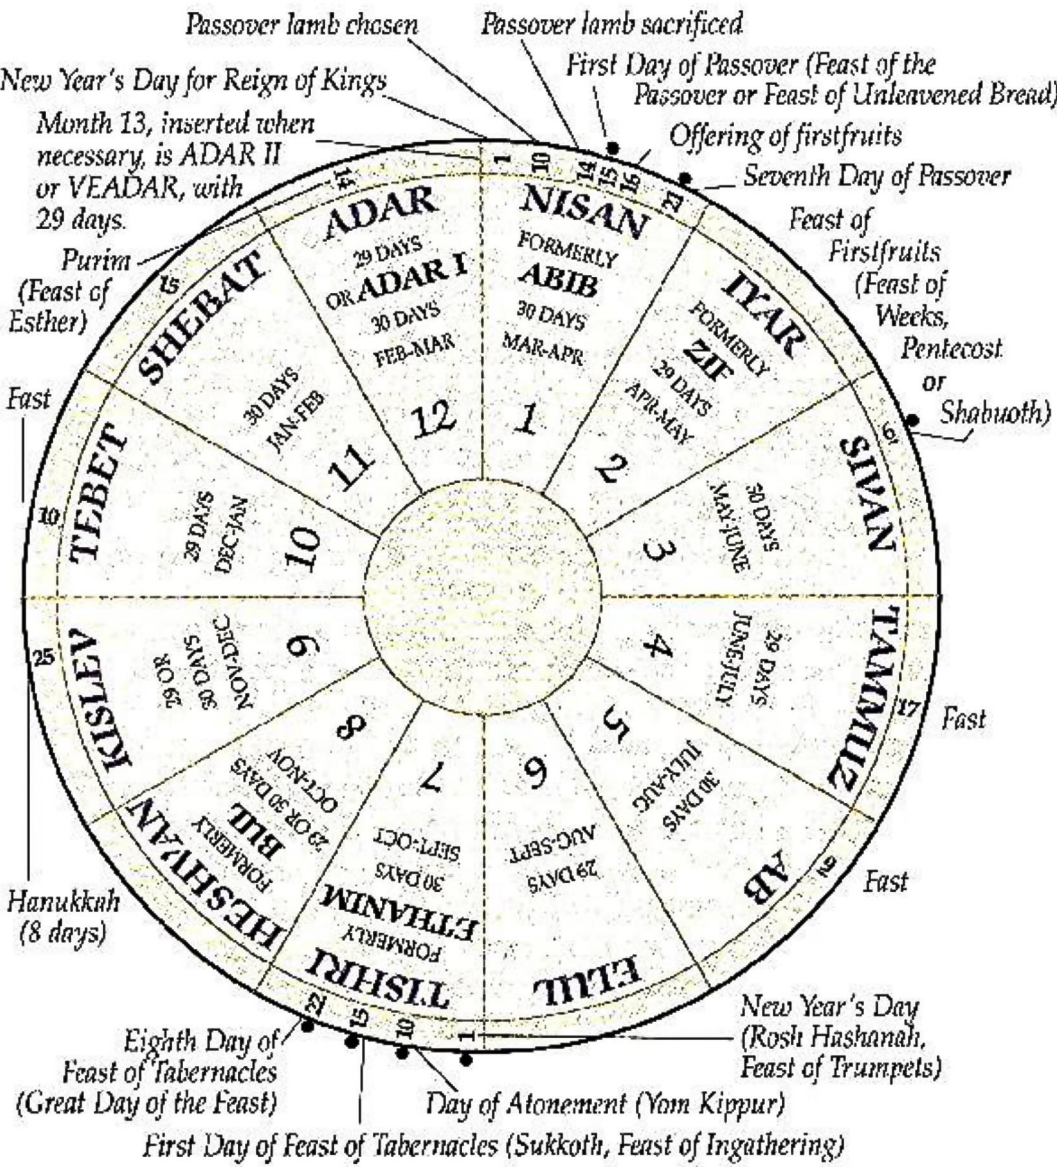 Passover lamb chosen
Passover lamb sacrificed
New Year's Day for Reign of Kings
First Day of Passover (Feast of the
Passover or Feast of Unleavened Bread)
Month 13, inserted when
necessary, is ADAR II
or VEADAR, with
29 days.
Offering of firstfruits
Seventh Day of Passover
Purim
(Feast of
Esther)
Feast of
Firstfruits
(Feast of
Weeks,
Pentecost
or
Shabuoth)
1
10
14
15
16
21
NISAN
FORMERLY
ABIB
30 DAYS
MAR-APR
1
IYAR
FORMERLY
ZIF
29 DAYS
APR-MAY
2
6
SIVAN
30 DAYS
MAY-JUNE
3
17
Fast
TAMMUZ
29 DAYS
JUNE-JULY
4
Fast
AB
30 DAYS
JULY-AUG
5
ELUL
29 DAYS
AUG-SEPT
6
1
10
15
22
TISHRI
FORMERLY
ETHANIM
30 DAYS
SEPT-OCT
7
HESHVAN
FORMERLY
BUL
29 OR 30 DAYS
OCT-NOV
8
25
KISLEV
29 OR
30 DAYS
NOV-DEC
9
Fast
10
TEBET
29 DAYS
DEC-JAN
10
15
SHEBAT
30 DAYS
JAN-FEB
11
14
ADAR
29 DAYS
OR ADAR I
30 DAYS
FEB-MAR
12
Hanukkah
(8 days)
New Year's Day
(Rosh Hashanah,
Feast of Trumpets)
Eighth Day of
Feast of Tabernacles
(Great Day of the Feast)
Day of Atonement (Yom Kippur)
First Day of Feast of Tabernacles (Sukkoth, Feast of Ingathering)